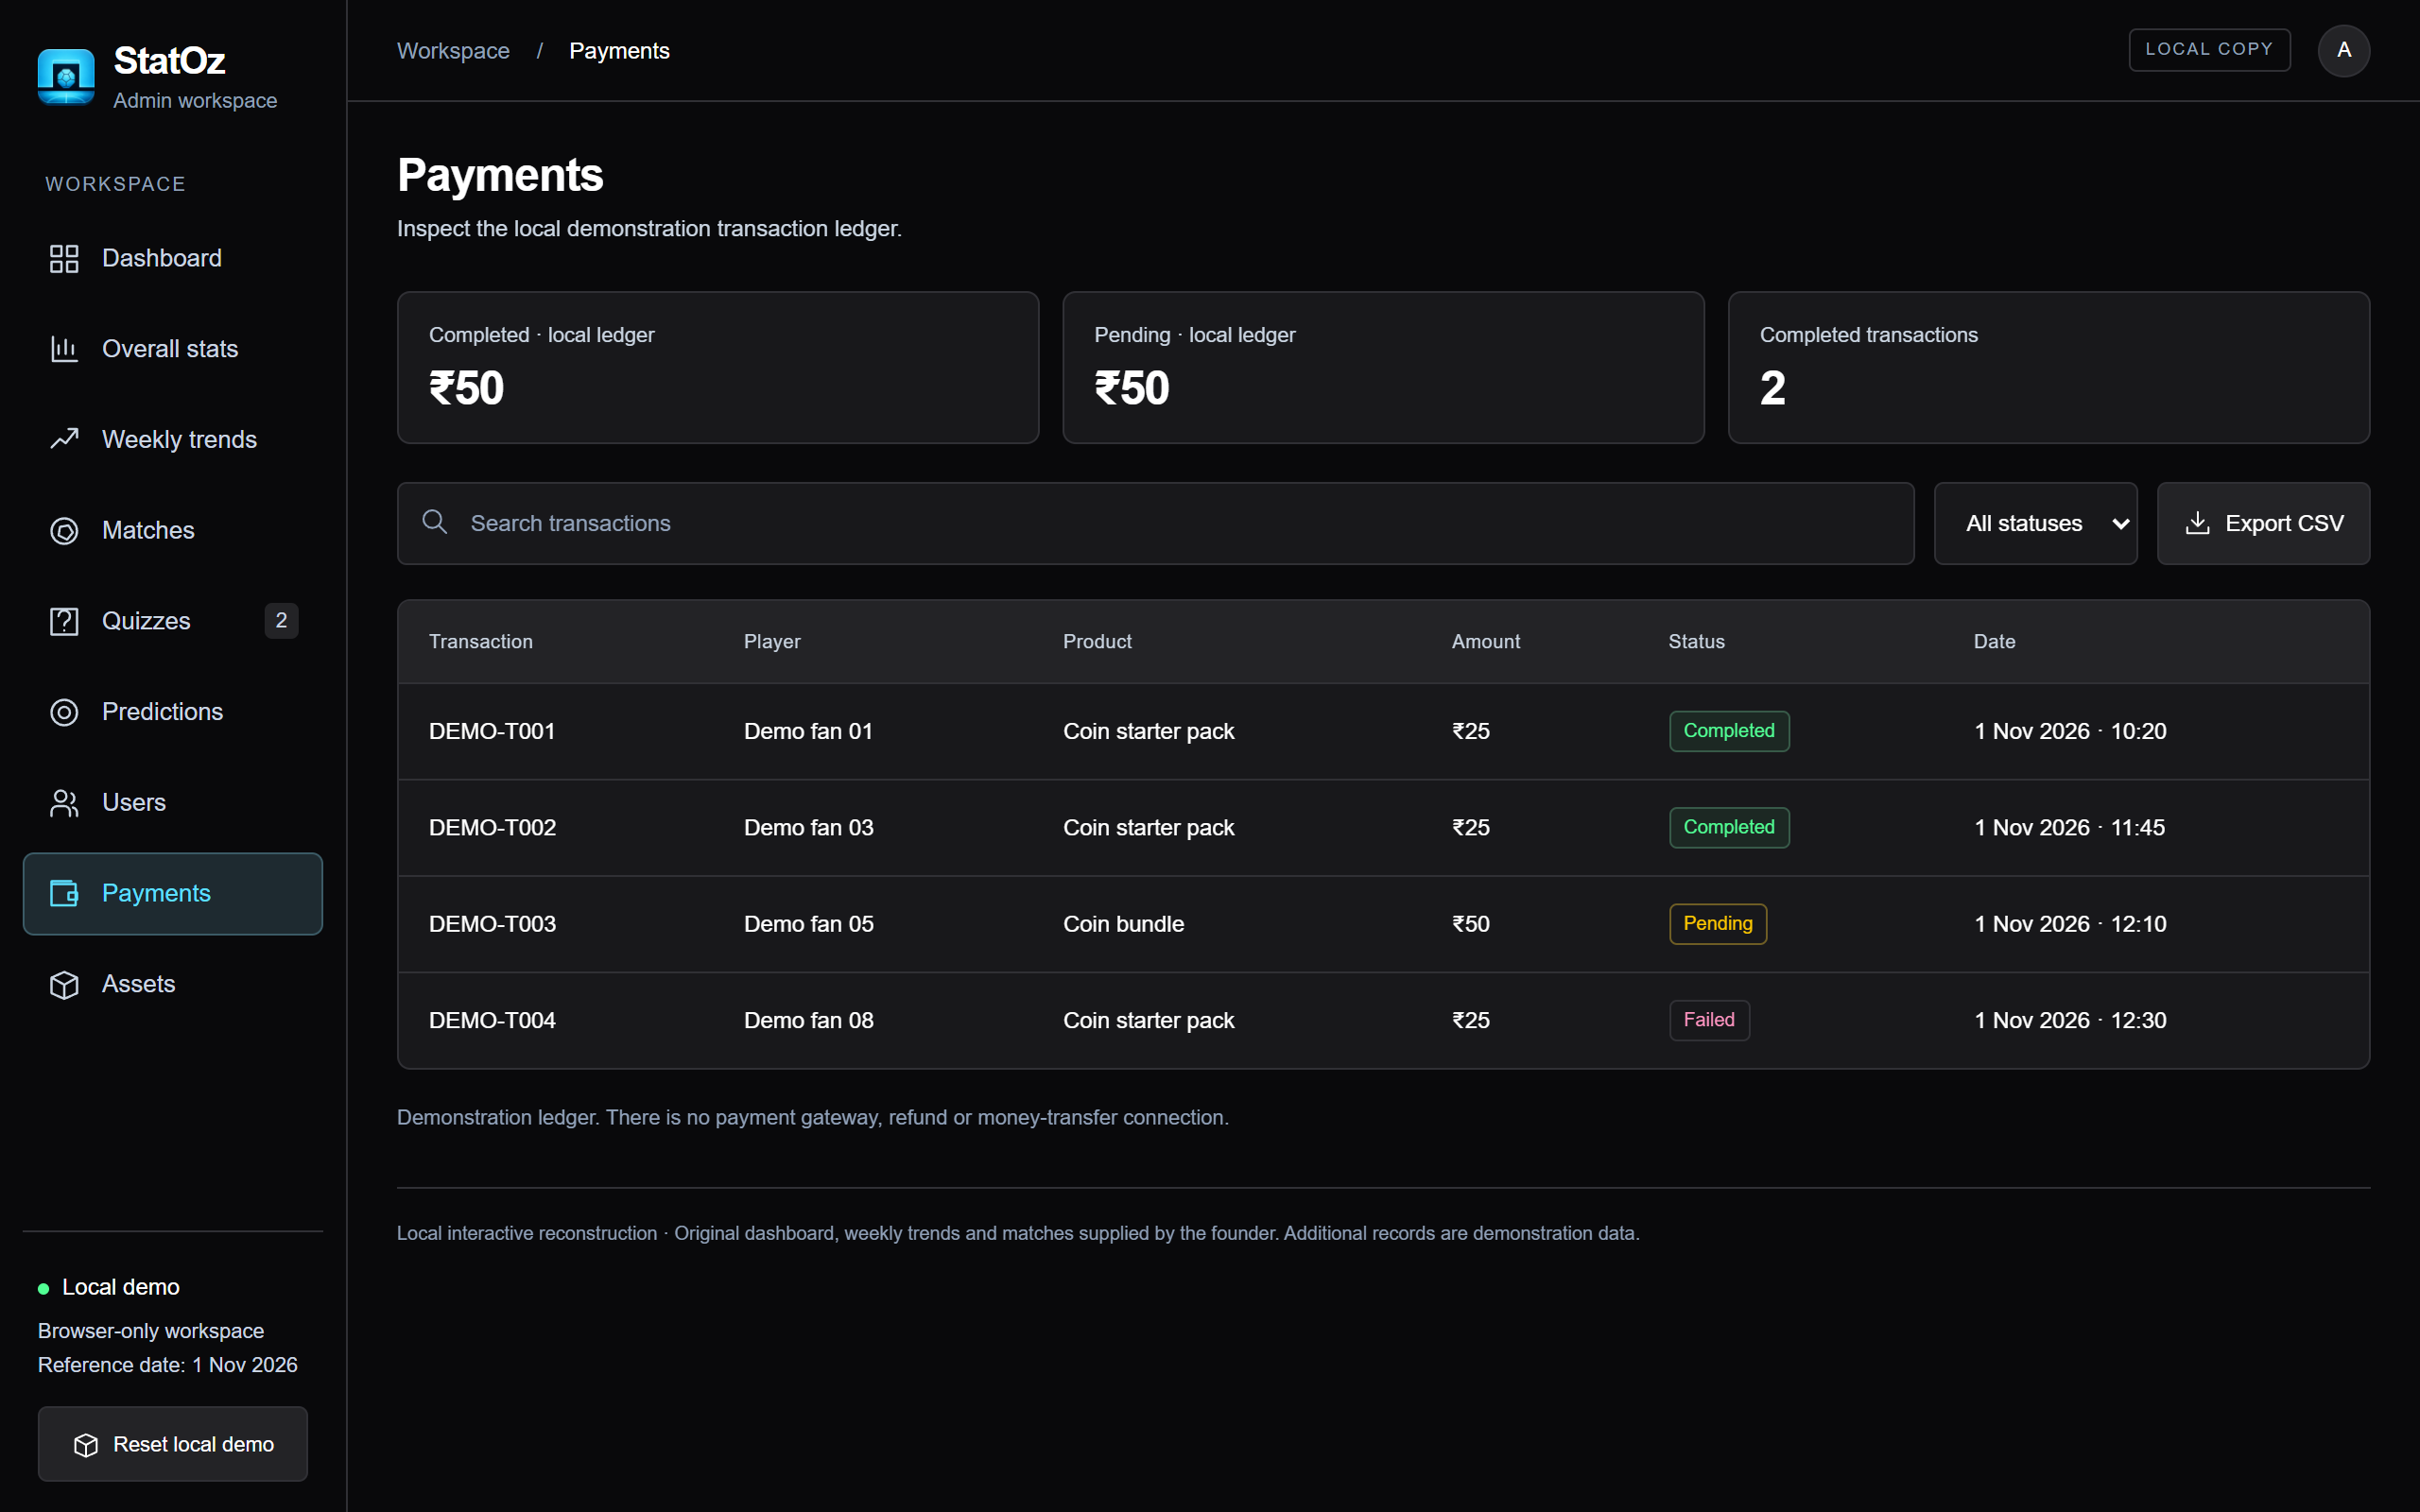 StatOz
Admin workspace
WORKSPACE
Dashboard
Overall stats
Weekly trends
Matches
Quizzes 2
Predictions
Users
Payments
Assets
Local demo
Browser-only workspace
Reference date: 1 Nov 2026
Reset local demo
Workspace / Payments
LOCAL COPY A
Payments
Inspect the local demonstration transaction ledger.
Completed · local ledger
₹50
Pending · local ledger
₹50
Completed transactions
2
Search transactions
All statuses
Export CSV
Transaction Player Product Amount Status Date
DEMO-T001 Demo fan 01 Coin starter pack ₹25 Completed 1 Nov 2026 · 10:20
DEMO-T002 Demo fan 03 Coin starter pack ₹25 Completed 1 Nov 2026 · 11:45
DEMO-T003 Demo fan 05 Coin bundle ₹50 Pending 1 Nov 2026 · 12:10
DEMO-T004 Demo fan 08 Coin starter pack ₹25 Failed 1 Nov 2026 · 12:30
Demonstration ledger. There is no payment gateway, refund or money-transfer connection.
Local interactive reconstruction · Original dashboard, weekly trends and matches supplied by the founder. Additional records are demonstration data.